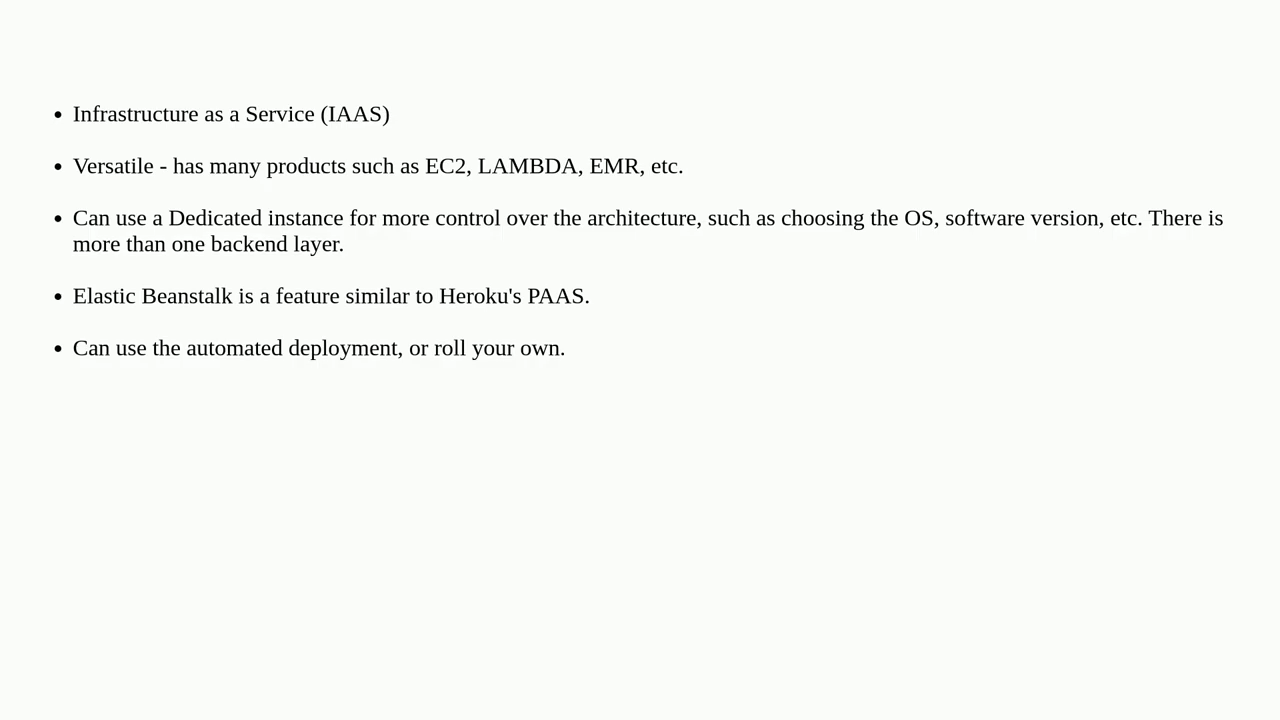 • Infrastructure as a Service (IAAS)
• Versatile - has many products such as EC2, LAMBDA, EMR, etc.
• Can use a Dedicated instance for more control over the architecture, such as choosing the OS, software version, etc. There is
more than one backend layer.
• Elastic Beanstalk is a feature similar to Heroku's PAAS.
• Can use the automated deployment, or roll your own.